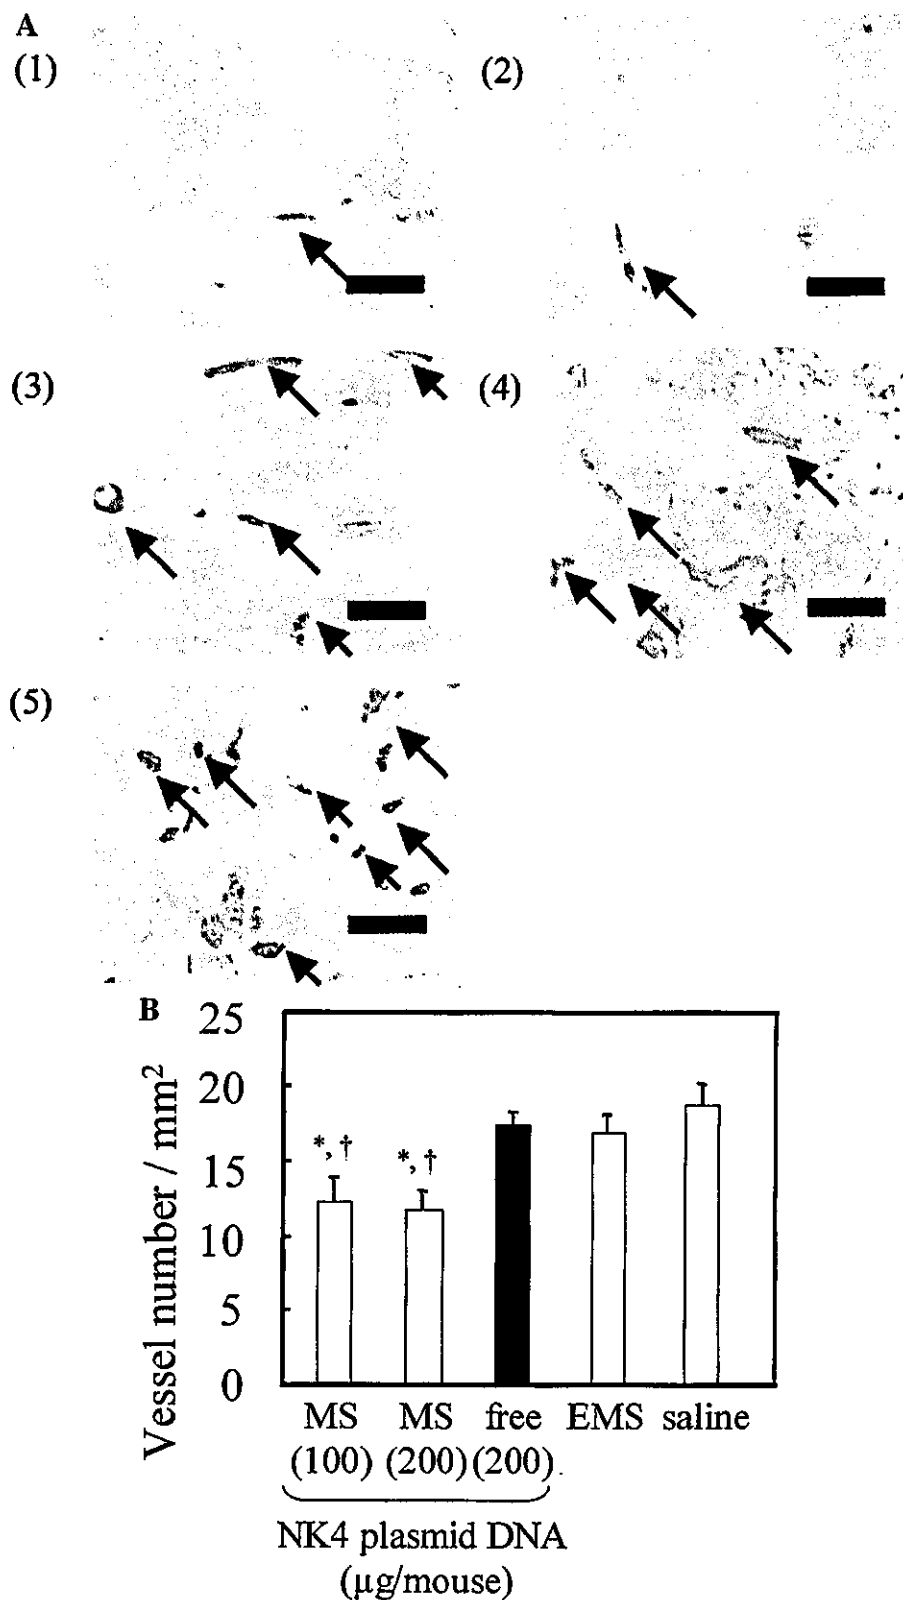 A
(1)
(2)
(3)
(4)
(5)
B
Vessel number / mm²
25
20
15
10
5
0
*, †
*, †
MS MS free EMS saline
(100) (200) (200)
NK4 plasmid DNA
(µg/mouse)